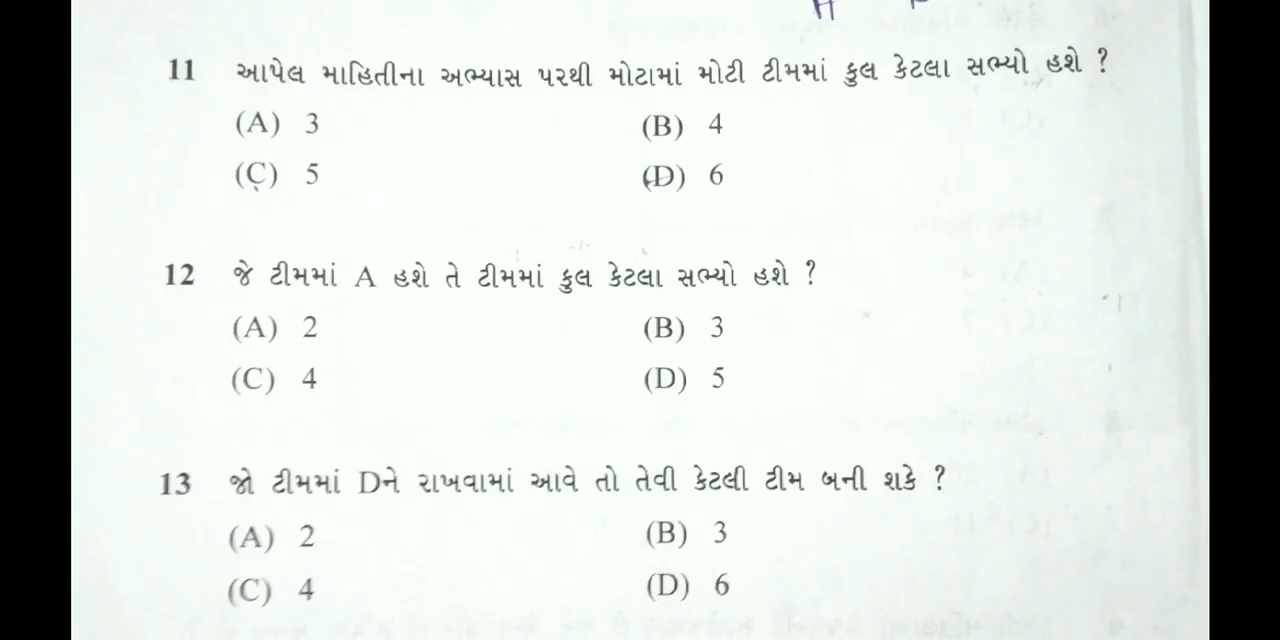 11 આપેલ માહિતીના અભ્યાસ પરથી મોટામાં મોટી ટીમમાં કુલ કેટલા સભ્યો હશે ?
(A) 3 (B) 4
(C) 5 (D) 6
12 જે ટીમમાં A હશે તે ટીમમાં કુલ કેટલા સભ્યો હશે ?
(A) 2 (B) 3
(C) 4 (D) 5
13 જો ટીમમાં Dને રાખવામાં આવે તો તેવી કેટલી ટીમ બની શકે ?
(A) 2 (B) 3
(C) 4 (D) 6